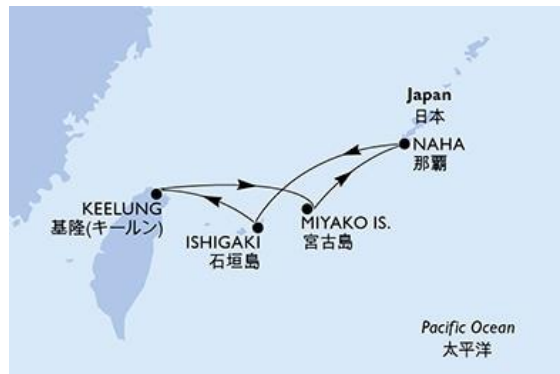 Japan
日本
NAHA
那覇
KEELUNG
基隆(キールン)
ISHIGAKI
石垣島
MIYAKO IS.
宮古島
Pacific Ocean
太平洋